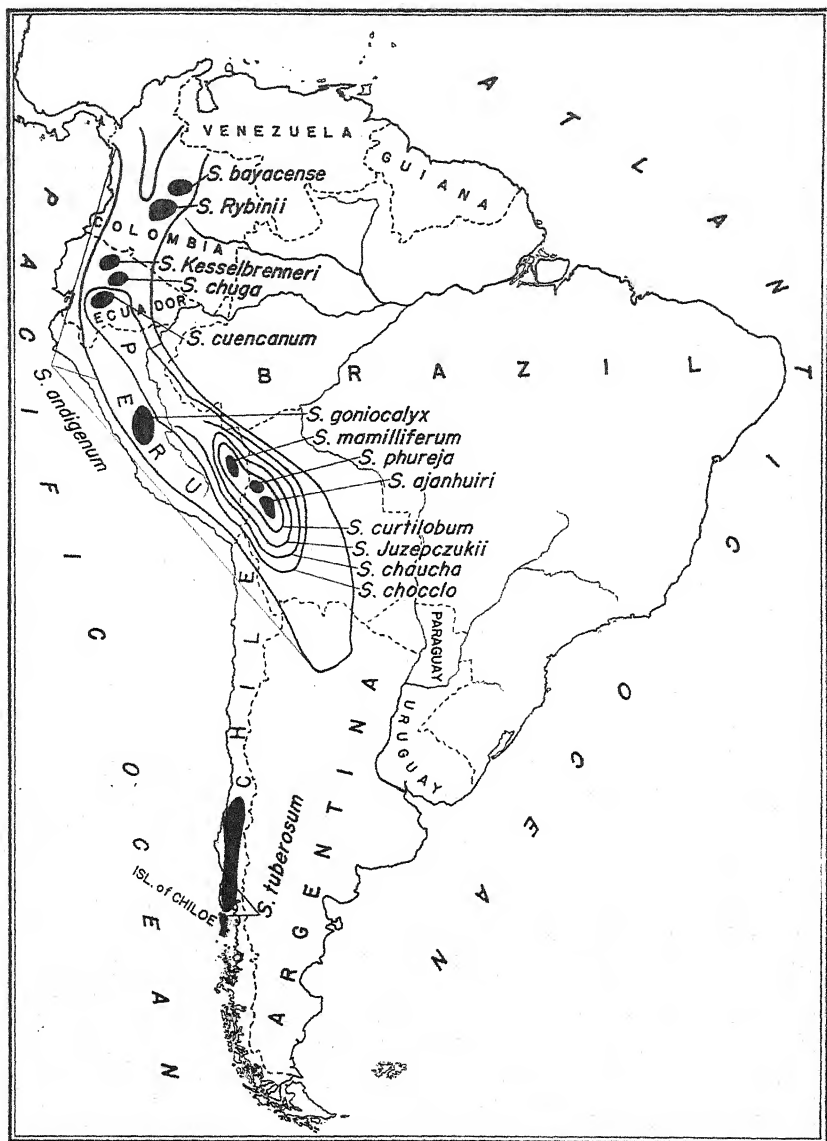 ATLANTIC OCEAN
PACIFIC OCEAN
VENEZUELA
GUIANA
S. bayacense
S. Rybinii
COLOMBIA
S. Kesselbrenneri
S. chuga
ECUADOR
S. cuencanum
BRAZIL
PERU
S. andigenum
S. goniocalyx
S. mamilliferum
S. phureja
S. ajanhuiri
S. curtilobum
S. Juzepczukii
S. chaucha
S. chocclo
CHILE
PARAGUAY
URUGUAY
ARGENTINA
S. tuberosum
ISL. of CHILOE